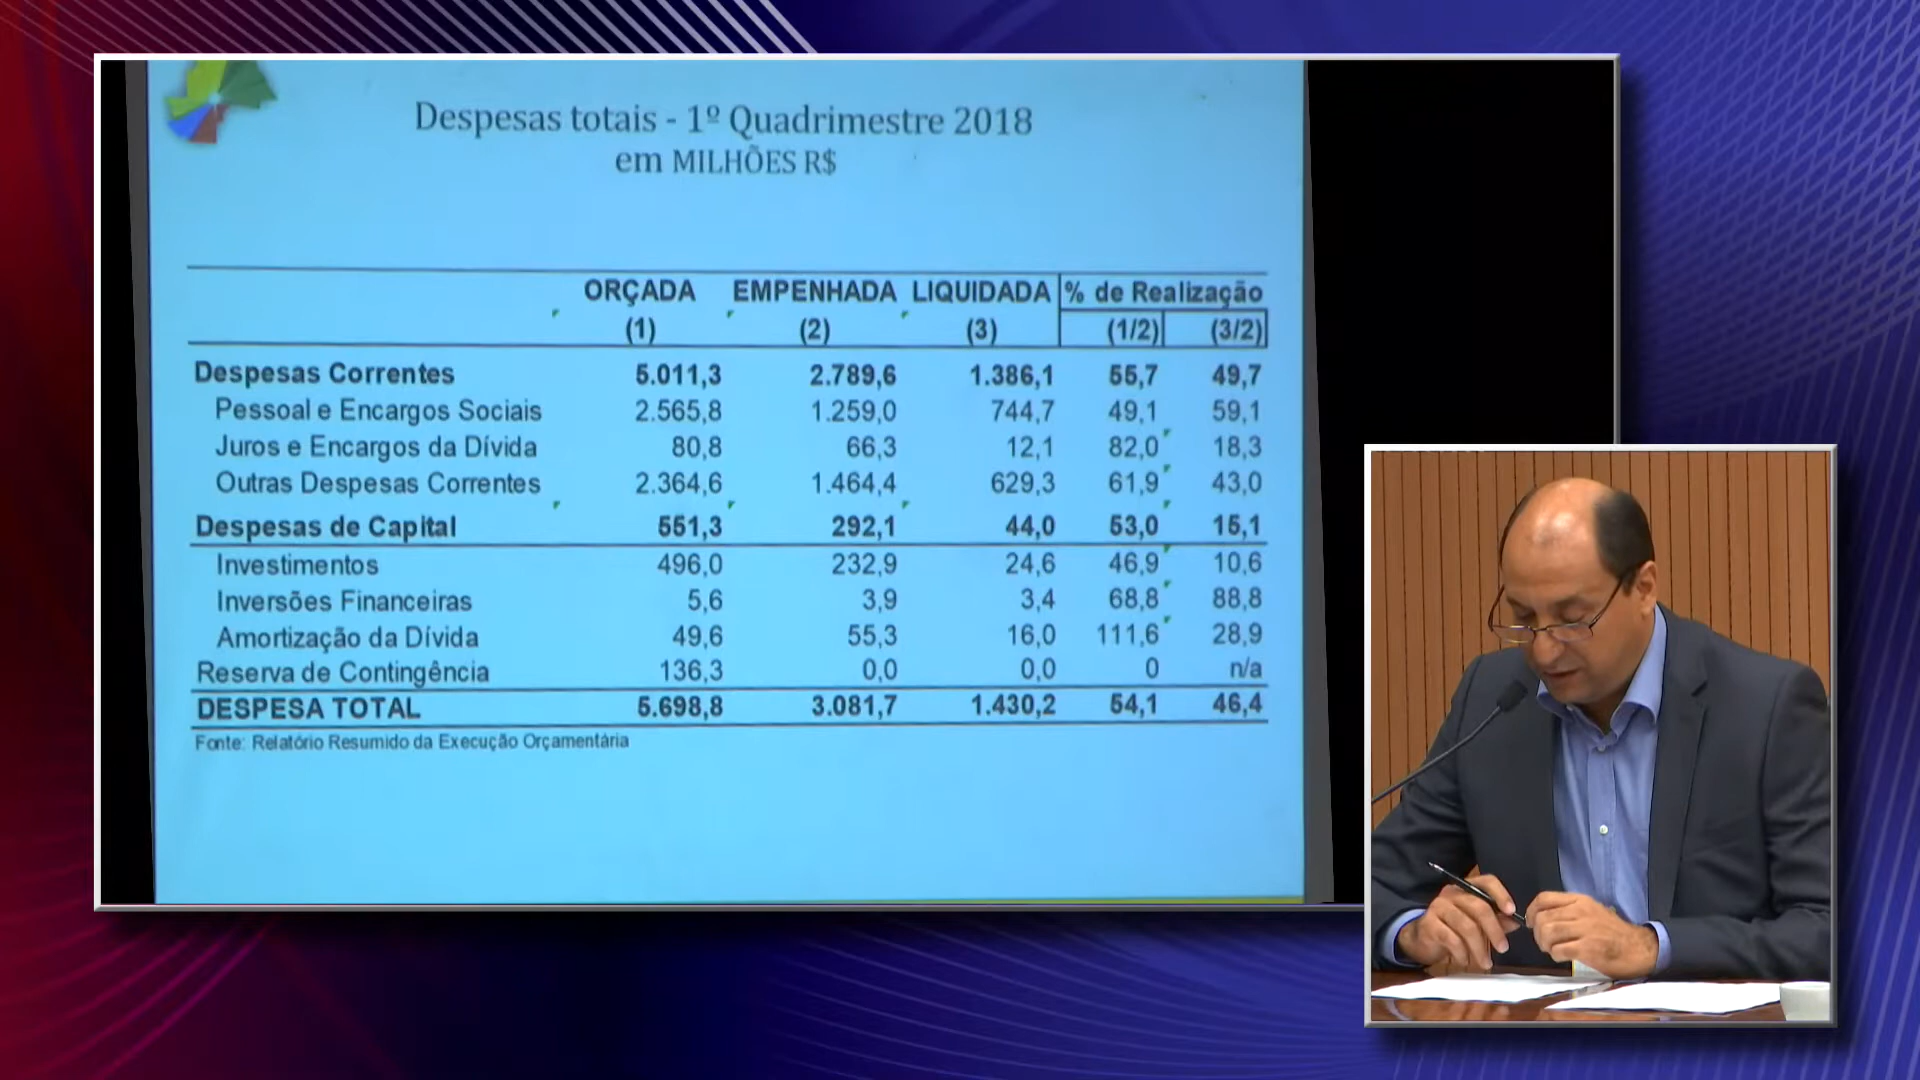 Despesas totais - 1º Quadrimestre 2018
em MILHÕES R$
ORÇADA EMPENHADA LIQUIDADA % de Realização
(1) (2) (3) (1/2) (3/2)
Despesas Correntes 5.011,3 2.789,6 1.386,1 55,7 49,7
Pessoal e Encargos Sociais 2.565,8 1.259,0 744,7 49,1 59,1
Juros e Encargos da Dívida 80,8 66,3 12,1 82,0 18,3
Outras Despesas Correntes 2.364,6 1.464,4 629,3 61,9 43,0
Despesas de Capital 551,3 292,1 44,0 53,0 15,1
Investimentos 496,0 232,9 24,6 46,9 10,6
Inversões Financeiras 5,6 3,9 3,4 68,8 88,8
Amortização da Dívida 49,6 55,3 16,0 111,6 28,9
Reserva de Contingência 136,3 0,0 0,0 0 n/a
DESPESA TOTAL 5.698,8 3.081,7 1.430,2 54,1 46,4
Fonte: Relatório Resumido da Execução Orçamentária